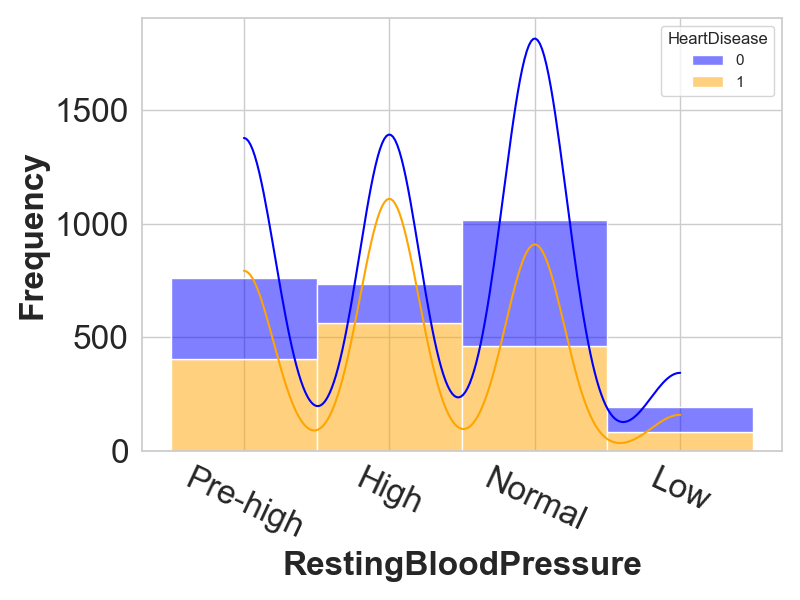 HeartDisease
0
1
Frequency
1500
1000
500
0
Pre-high
High
Normal
Low
RestingBloodPressure